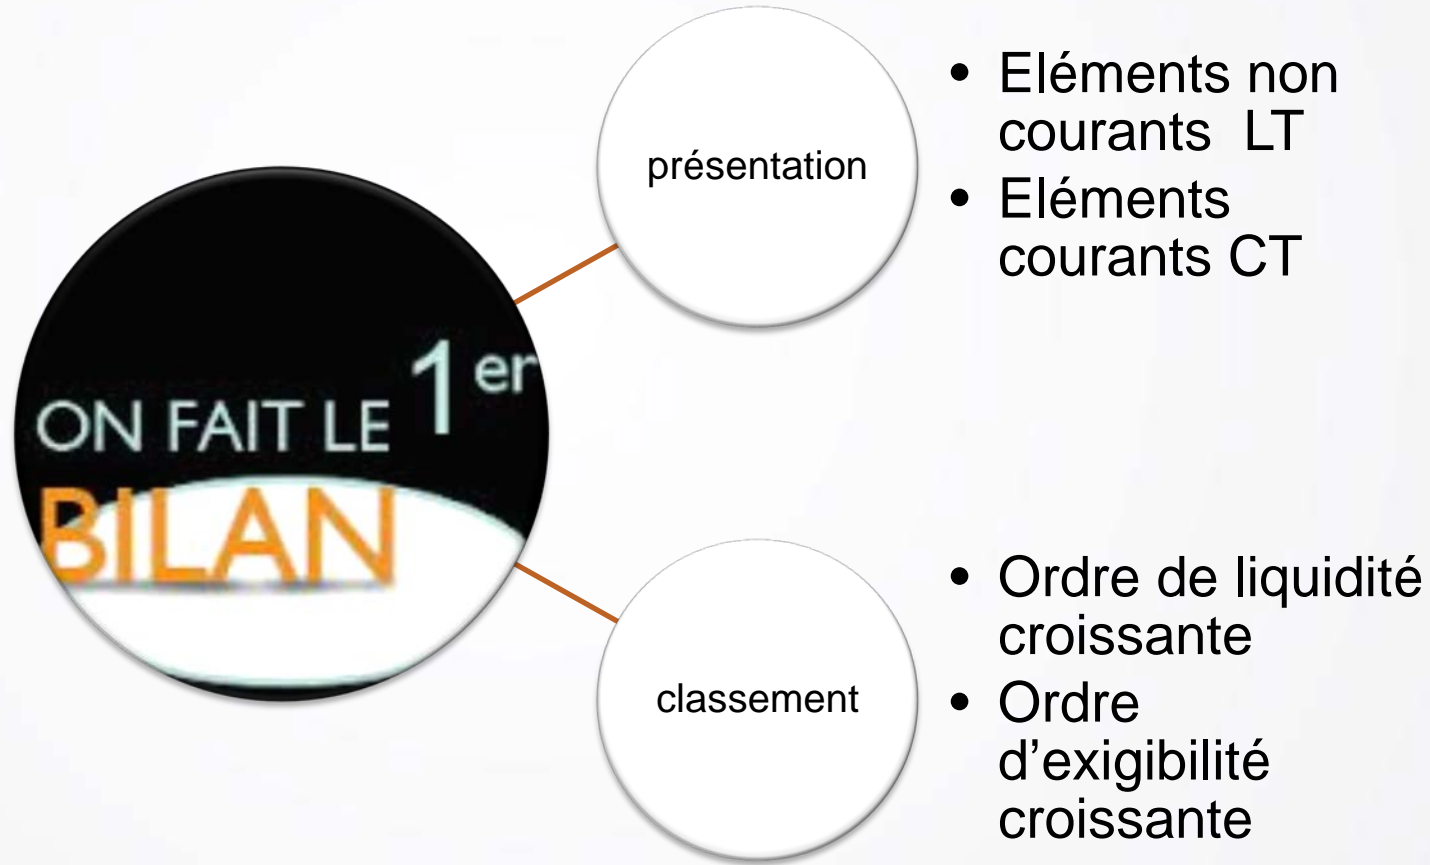 ON FAIT LE 1er
BILAN
présentation
• Eléments non
courants LT
• Eléments
courants CT
classement
• Ordre de liquidité
croissante
• Ordre
d’exigibilité
croissante